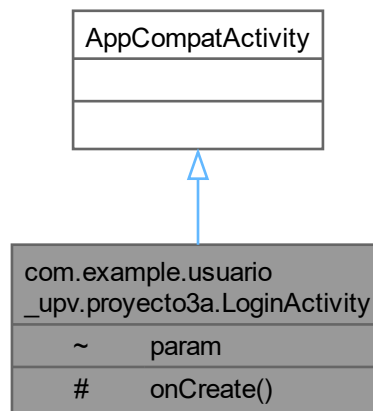 AppCompatActivity
com.example.usuario
_upv.proyecto3a.LoginActivity
~ param
# onCreate()